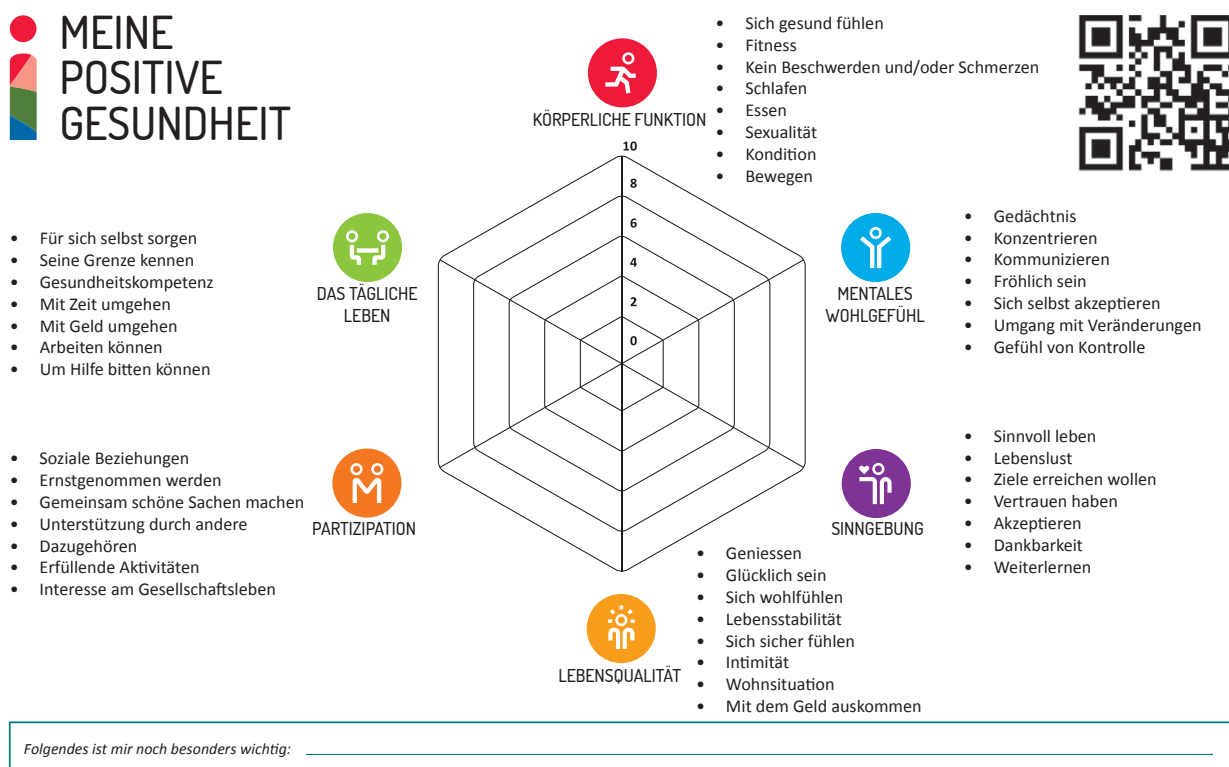 MEINE
POSITIVE
GESUNDHEIT
KÖRPERLICHE FUNKTION
• Sich gesund fühlen
• Fitness
• Kein Beschwerden und/oder Schmerzen
• Schlafen
• Essen
• Sexualität
• Kondition
• Bewegen
10
8
6
4
2
0
• Für sich selbst sorgen
• Seine Grenze kennen
• Gesundheitskompetenz
• Mit Zeit umgehen
• Mit Geld umgehen
• Arbeiten können
• Um Hilfe bitten können
DAS TÄGLICHE
LEBEN
MENTALES
WOHLGEFÜHL
• Gedächtnis
• Konzentrieren
• Kommunizieren
• Fröhlich sein
• Sich selbst akzeptieren
• Umgang mit Veränderungen
• Gefühl von Kontrolle
• Soziale Beziehungen
• Ernstgenommen werden
• Gemeinsam schöne Sachen machen
• Unterstützung durch andere
• Dazugehören
• Erfüllende Aktivitäten
• Interesse am Gesellschaftsleben
PARTIZIPATION
SINNGEBUNG
• Sinnvoll leben
• Lebenslust
• Ziele erreichen wollen
• Vertrauen haben
• Akzeptieren
• Dankbarkeit
• Weiterlernen
LEBENSQUALITÄT
• Geniessen
• Glücklich sein
• Sich wohlfühlen
• Lebensstabilität
• Sich sicher fühlen
• Intimität
• Wohnsituation
• Mit dem Geld auskommen
Folgendes ist mir noch besonders wichtig: